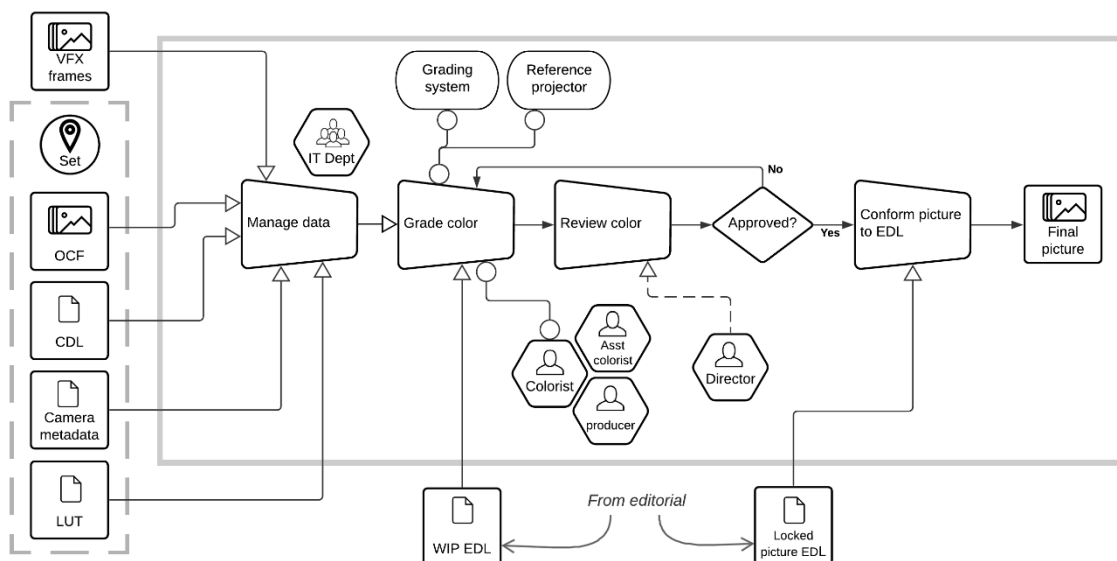 VFX
frames
Set
OCF
CDL
Camera
metadata
LUT
IT Dept
Manage data
Grading
system
Reference
projector
Grade color
Review color
No
Approved?
Yes
Conform picture
to EDL
Final
picture
Colorist
Asst
colorist
producer
Director
WIP EDL
From editorial
Locked
picture EDL